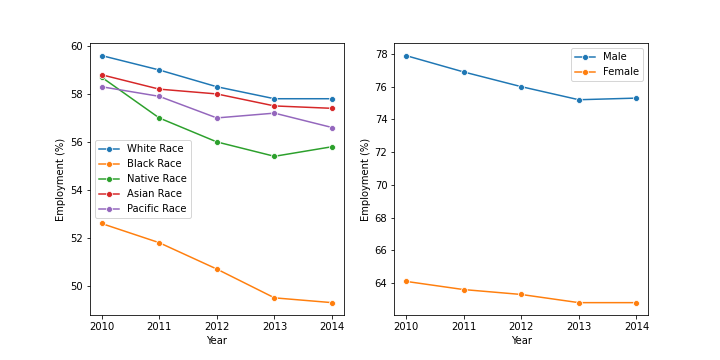 60
58
56
54
52
50
Employment (%)
White Race
Black Race
Native Race
Asian Race
Pacific Race
2010 2011 2012 2013 2014
Year
78
76
74
72
70
68
66
64
Employment (%)
Male
Female
2010 2011 2012 2013 2014
Year